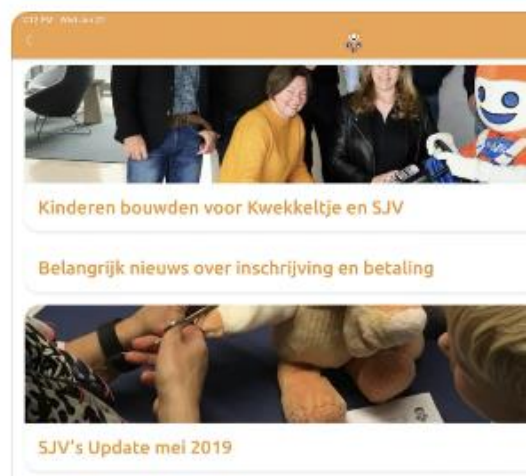 Kinderen bouwden voor Kwekkeltje en SJV
Belangrijk nieuws over inschrijving en betaling
SJV's Update mei 2019